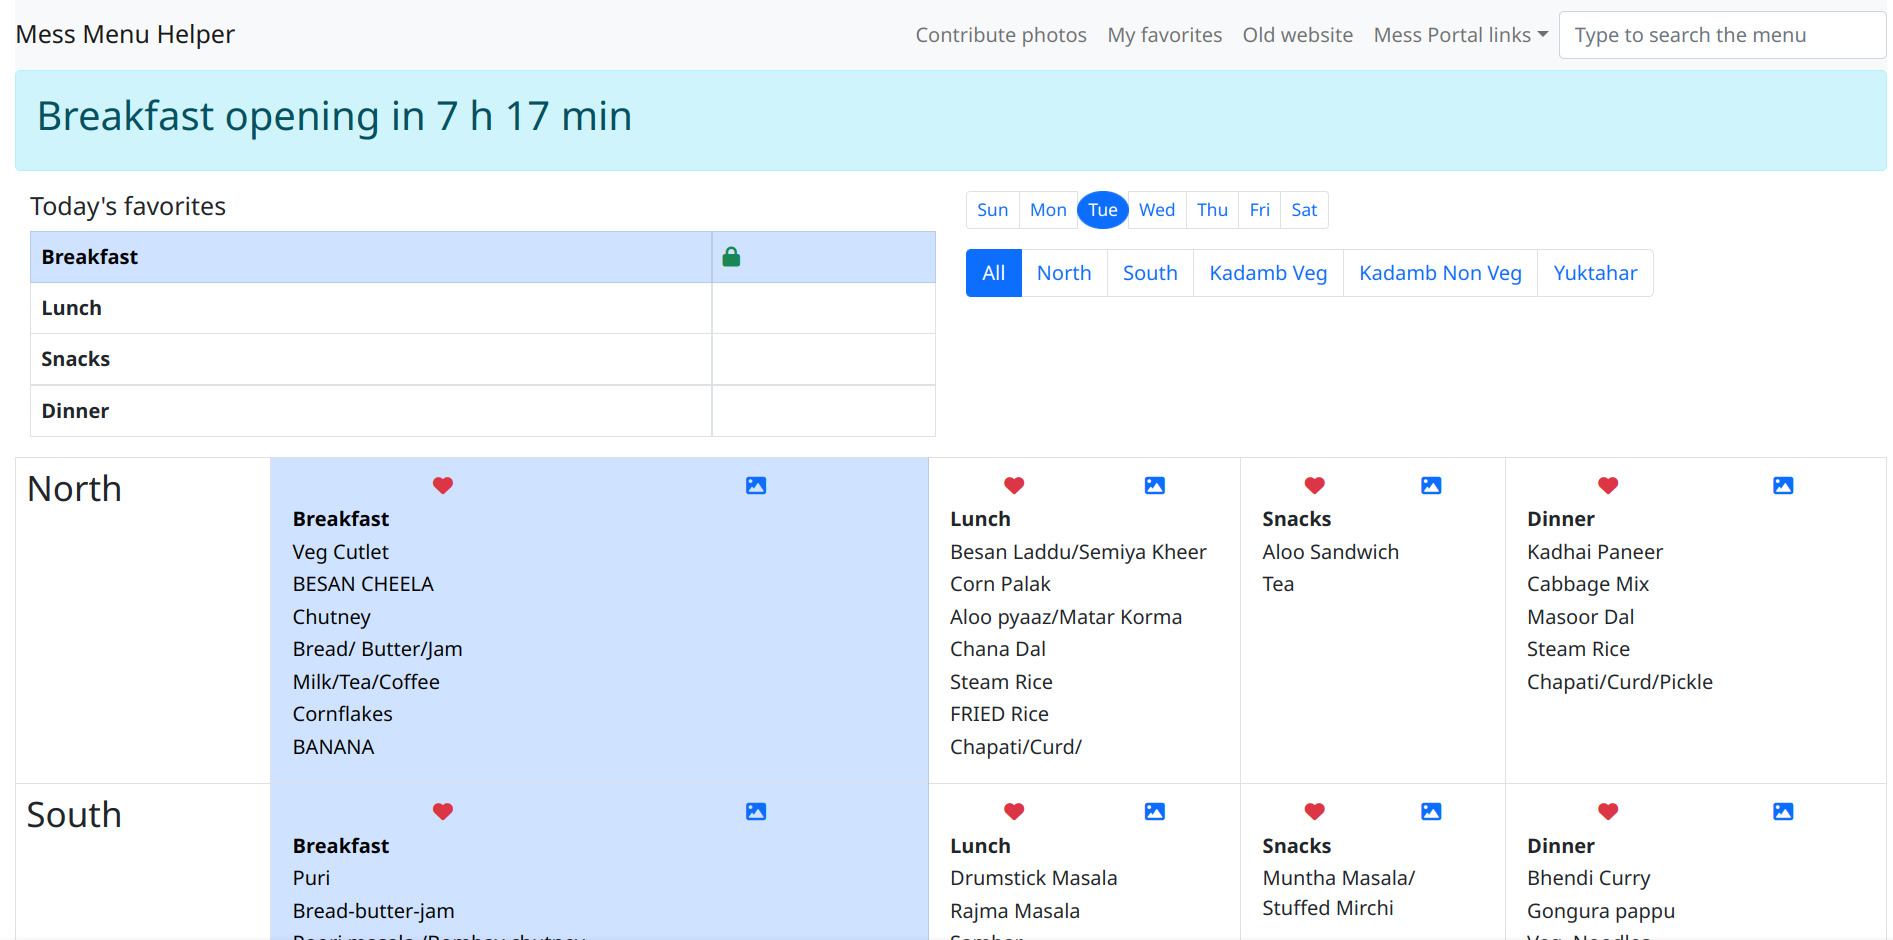 Mess Menu Helper
Contribute photos
My favorites
Old website
Mess Portal links
Type to search the menu
Breakfast opening in 7 h 17 min
Today's favorites
Breakfast
Lunch
Snacks
Dinner
Sun
Mon
Tue
Wed
Thu
Fri
Sat
All
North
South
Kadamb Veg
Kadamb Non Veg
Yuktahar
North
Breakfast
Veg Cutlet
BESAN CHEELA
Chutney
Bread/ Butter/Jam
Milk/Tea/Coffee
Cornflakes
BANANA
Lunch
Besan Laddu/Semiya Kheer
Corn Palak
Aloo pyaaz/Matar Korma
Chana Dal
Steam Rice
FRIED Rice
Chapati/Curd/
Snacks
Aloo Sandwich
Tea
Dinner
Kadhai Paneer
Cabbage Mix
Masoor Dal
Steam Rice
Chapati/Curd/Pickle
South
Breakfast
Puri
Bread-butter-jam
Lunch
Drumstick Masala
Rajma Masala
Snacks
Muntha Masala/
Stuffed Mirchi
Dinner
Bhendi Curry
Gongura pappu